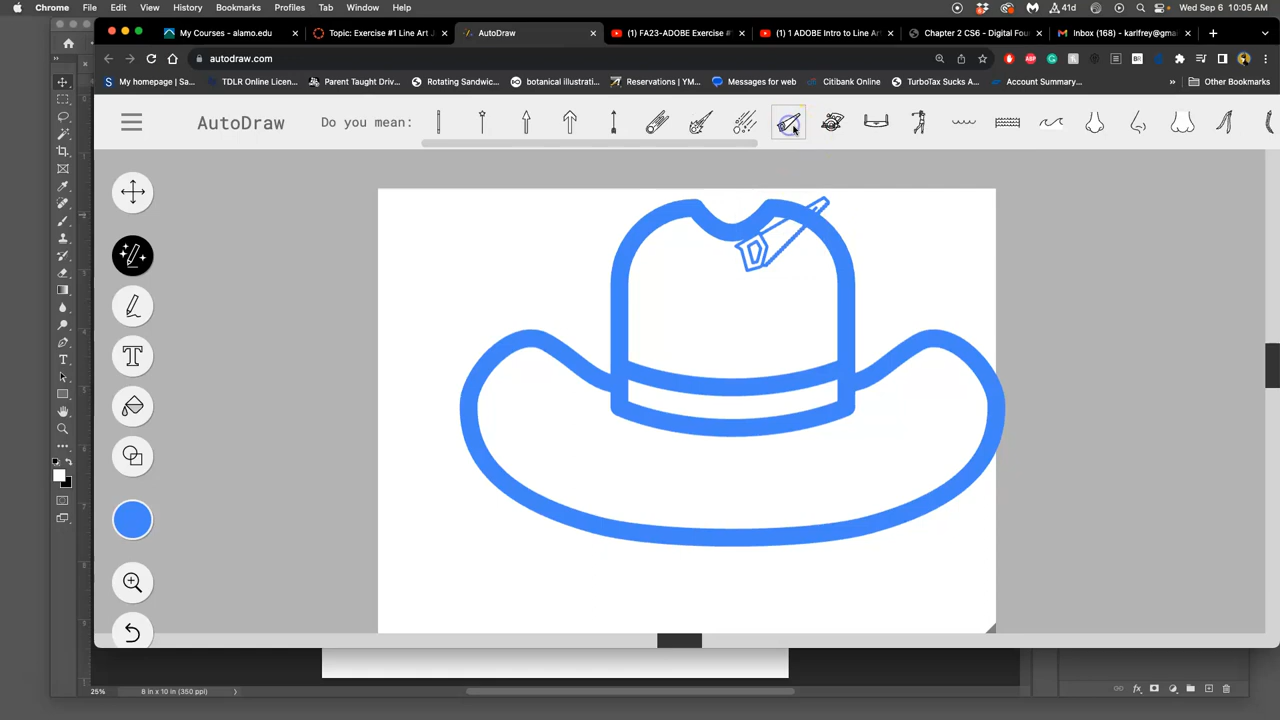 Chrome File Edit View History Bookmarks Profiles Tab Window Help 41d Wed Sep 6 10:05 AM
My Courses - alamo.edu Topic: Exercise #1 Line Art J AutoDraw (1) FA23-ADOBE Exercise # (1) 1 ADOBE Intro to Line Ar Chapter 2 CS6 - Digital Fou Inbox (168) - karlfrey@gmai
autodraw.com
My homepage | Sa... TDLR Online Licen... Parent Taught Driv... Rotating Sandwic... botanical illustrati... Reservations | YM... Messages for web Citibank Online TurboTax Sucks A... Account Summary... Other Bookmarks
AutoDraw Do you mean:
25% 8 in x 10 in (350 ppi)